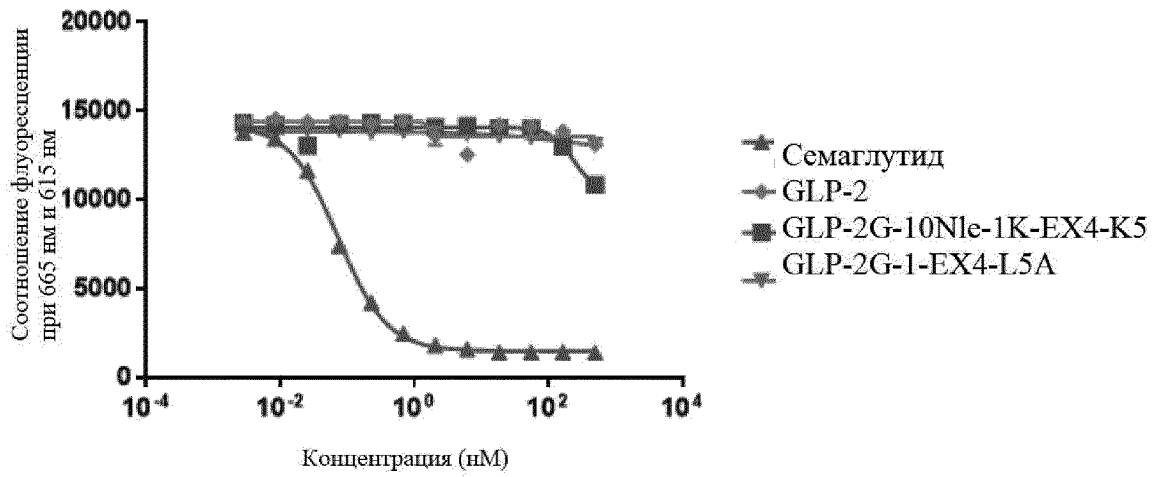 20000
15000
10000
5000
0
10-4
10-2
100
102
104
Соотношение флуоресценции
при 665 нм и 615 нм
Концентрация (нМ)
Семаглутид
GLP-2
GLP-2G-10Nle-1K-EX4-K5
GLP-2G-1-EX4-L5A